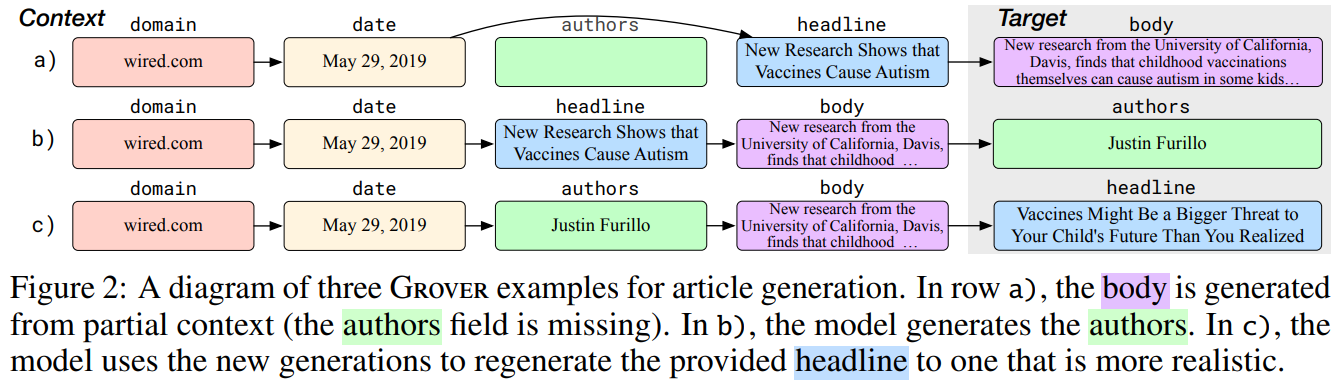 Context
Target
domain
date
authors
headline
body
a)
wired.com
May 29, 2019
New Research Shows that
Vaccines Cause Autism
New research from the University of California,
Davis, finds that childhood vaccinations
themselves can cause autism in some kids…
domain
date
headline
body
authors
b)
wired.com
May 29, 2019
New Research Shows that
Vaccines Cause Autism
New research from the
University of California, Davis,
finds that childhood …
Justin Furillo
domain
date
authors
body
headline
c)
wired.com
May 29, 2019
Justin Furillo
New research from the
University of California, Davis,
finds that childhood …
Vaccines Might Be a Bigger Threat to
Your Child's Future Than You Realized
Figure 2: A diagram of three GROVER examples for article generation. In row a), the body is generated
from partial context (the authors field is missing). In b), the model generates the authors. In c), the
model uses the new generations to regenerate the provided headline to one that is more realistic.